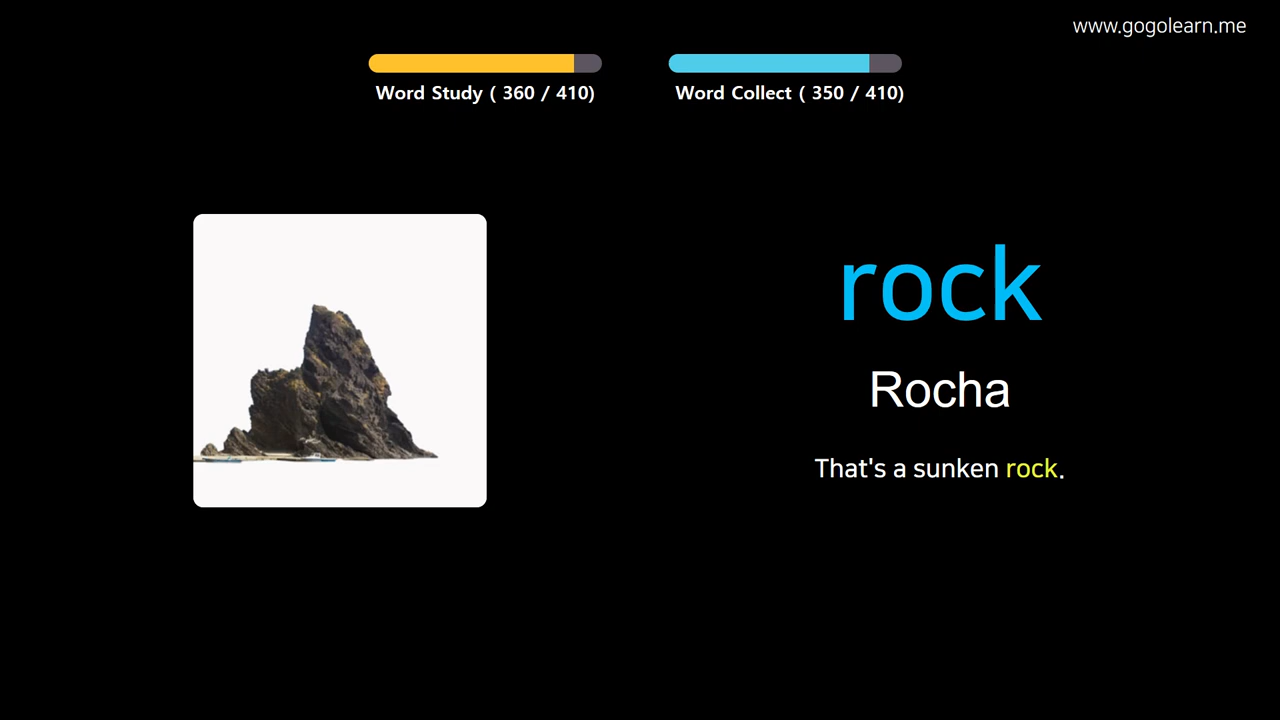 www.gogolearn.me
Word Study ( 360 / 410)
Word Collect ( 350 / 410)
rock
Rocha
That's a sunken rock.